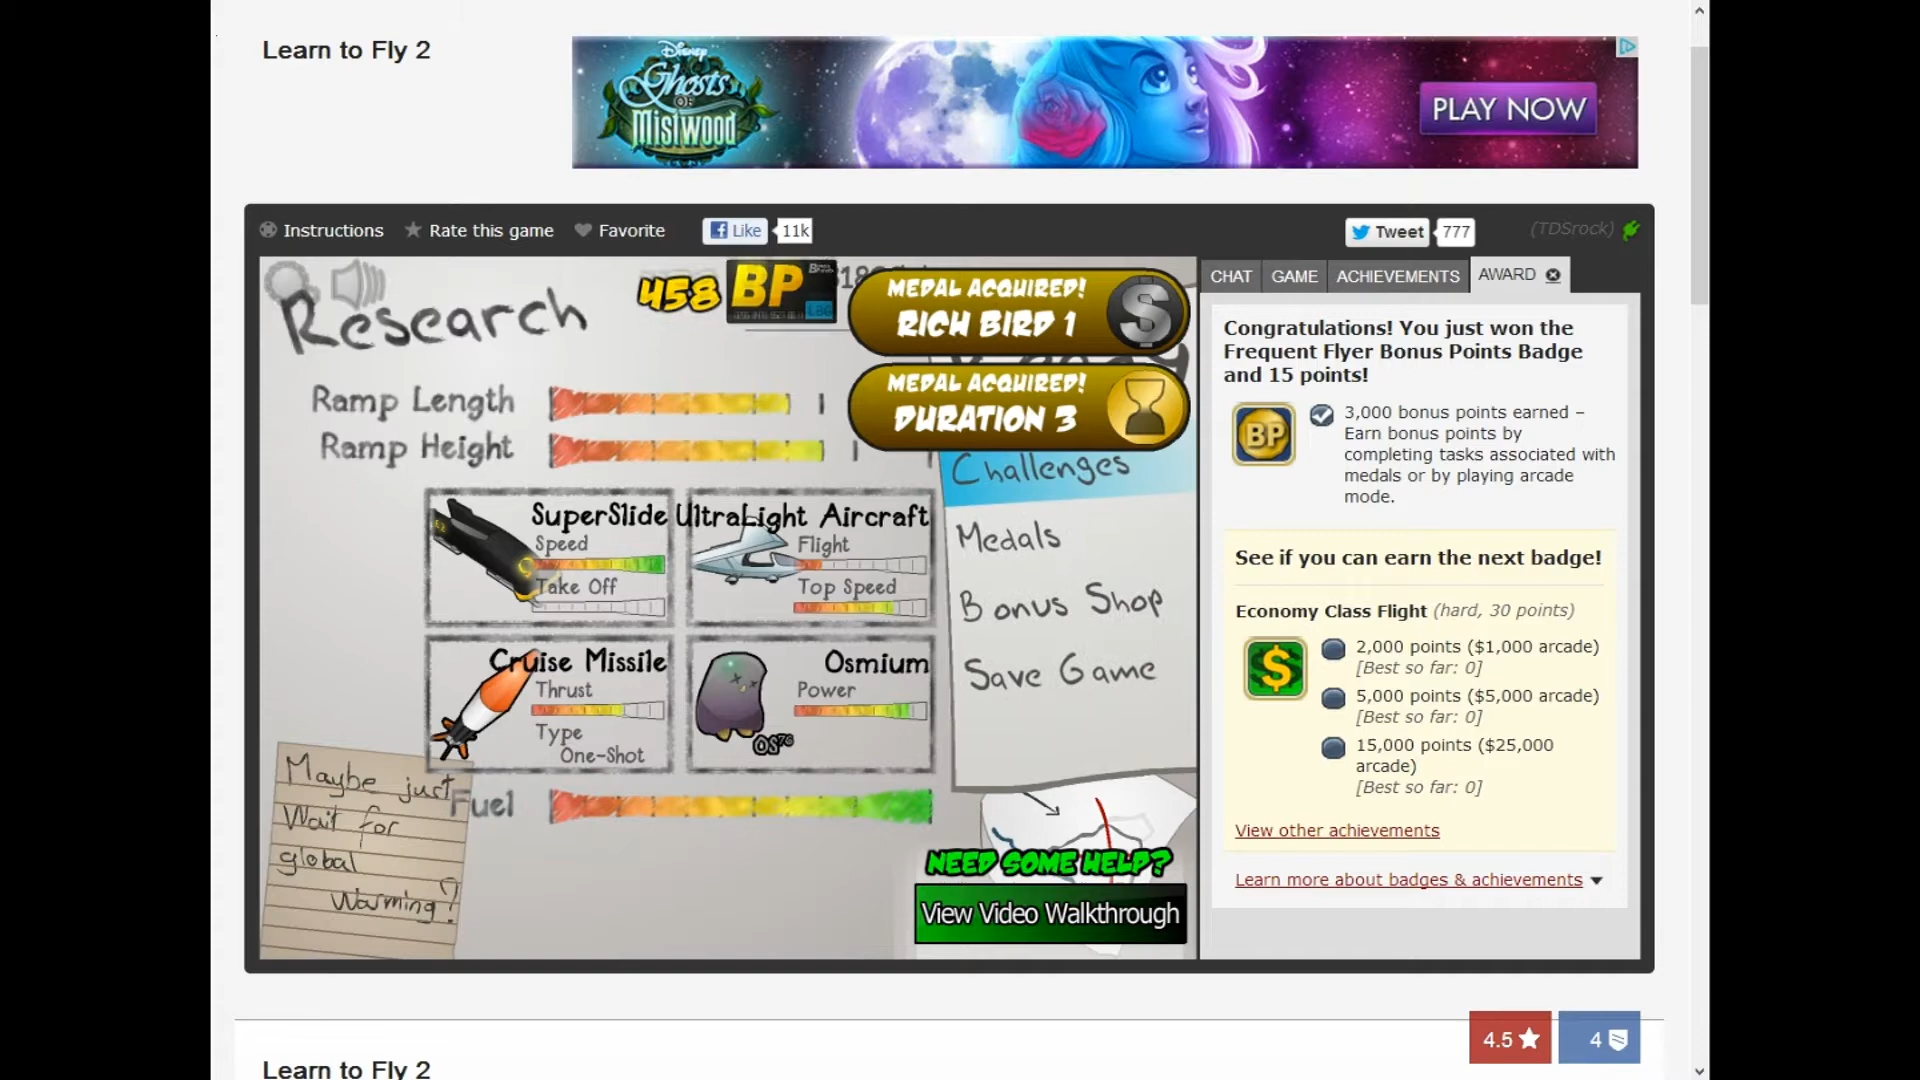 Learn to Fly 2
Disney
Ghosts
OF
Mistwood
PLAY NOW
Instructions
Rate this game
Favorite
Like
11k
Tweet
777
(TDSrock)
Research
458
BP
MEDAL ACQUIRED!
RICH BIRD 1
MEDAL ACQUIRED!
DURATION 3
Ramp Length
Ramp Height
SuperSlide
Speed
Take Off
UltraLight Aircraft
Flight
Top Speed
Cruise Missile
Thrust
Type
One-Shot
Osmium
Power
OS76
Fuel
Maybe just
Wait for
global
Warming!?
Challenges
Medals
Bonus Shop
Save Game
NEED SOME HELP?
View Video Walkthrough
CHAT
GAME
ACHIEVEMENTS
AWARD
Congratulations! You just won the
Frequent Flyer Bonus Points Badge
and 15 points!
BP
3,000 bonus points earned –
Earn bonus points by
completing tasks associated with
medals or by playing arcade
mode.
See if you can earn the next badge!
Economy Class Flight (hard, 30 points)
2,000 points ($1,000 arcade)
[Best so far: 0]
5,000 points ($5,000 arcade)
[Best so far: 0]
15,000 points ($25,000
arcade)
[Best so far: 0]
View other achievements
Learn more about badges & achievements
4.5
4
Learn to Fly 2